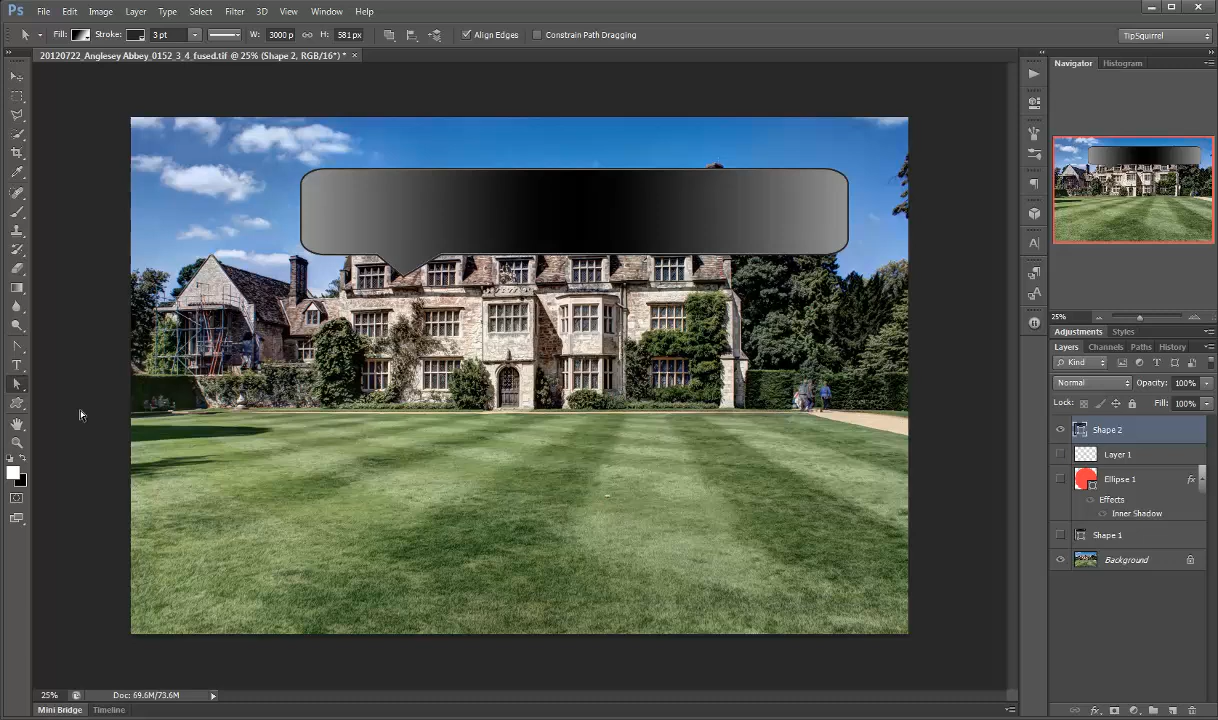 Ps File Edit Image Layer Type Select Filter 3D View Window Help
Fill: Stroke: 3 pt W: 3000 p H: 581 px Align Edges Constrain Path Dragging TipSquirrel
20120722_Anglesey Abbey_0152_3_4_fused.tif @ 25% (Shape 2, RGB/16*) *
Navigator Histogram
25%
Adjustments Styles
Layers Channels Paths History
Kind
Normal Opacity: 100%
Lock: Fill: 100%
Shape 2
Layer 1
Ellipse 1 fx
Effects
Inner Shadow
Shape 1
Background
25% Doc: 69.6M/73.6M
Mini Bridge Timeline